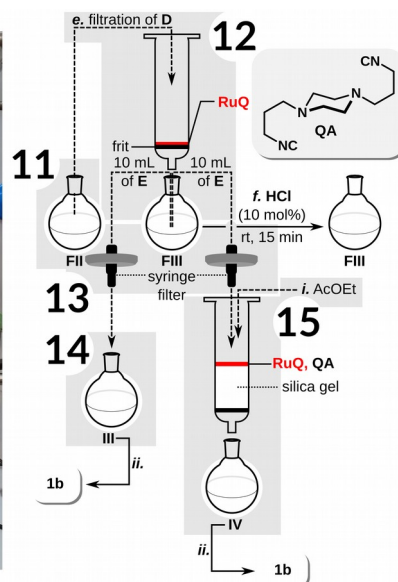 e. filtration of D
12
RuQ
CN
N
N
QA
NC
frit
11
10 mL
of E
10 mL
of E
f. HCl
(10 mol%)
rt, 15 min
FII
FIII
FIII
syringe
filter
13
i. AcOEt
15
14
RuQ, QA
silica gel
III
ii.
1b
IV
ii.
1b